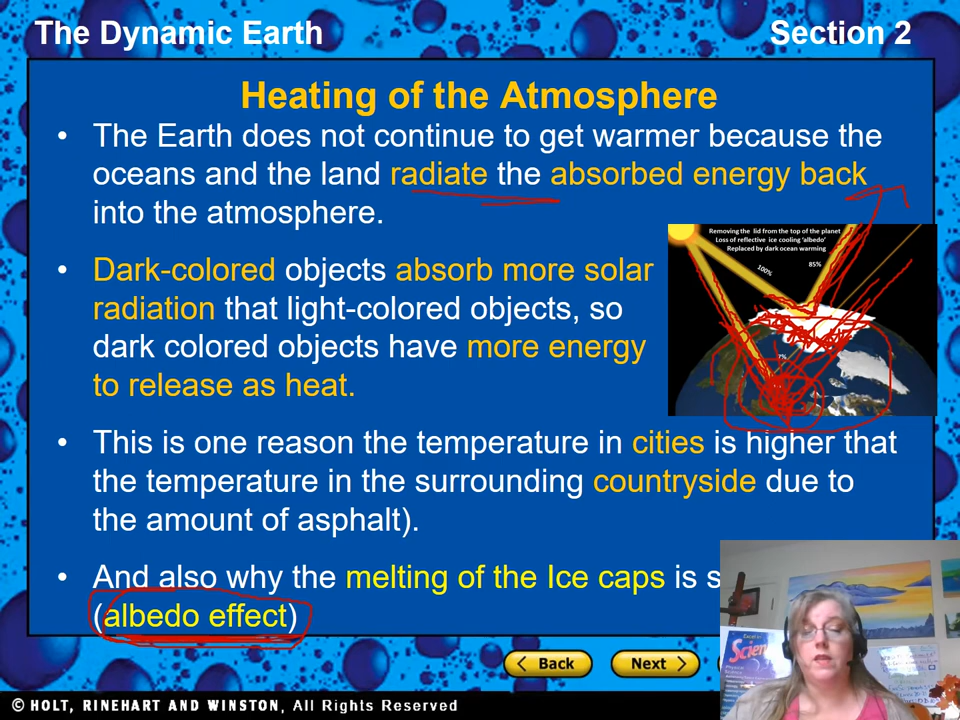 The Dynamic Earth
Section 2
Heating of the Atmosphere
• The Earth does not continue to get warmer because the
oceans and the land radiate the absorbed energy back
into the atmosphere.
• Dark-colored objects absorb more solar
radiation that light-colored objects, so
dark colored objects have more energy
to release as heat.
Removing the lid from the top of the planet
Loss of reflective ice cooling 'albedo'
Replaced by dark ocean warming
100%
85%
7%
• This is one reason the temperature in cities is higher that
the temperature in the surrounding countryside due to
the amount of asphalt).
• And also why the melting of the Ice caps is s
(albedo effect)
< Back
Next >
Science
© HOLT, RINEHART AND WINSTON, All Rights Reserved